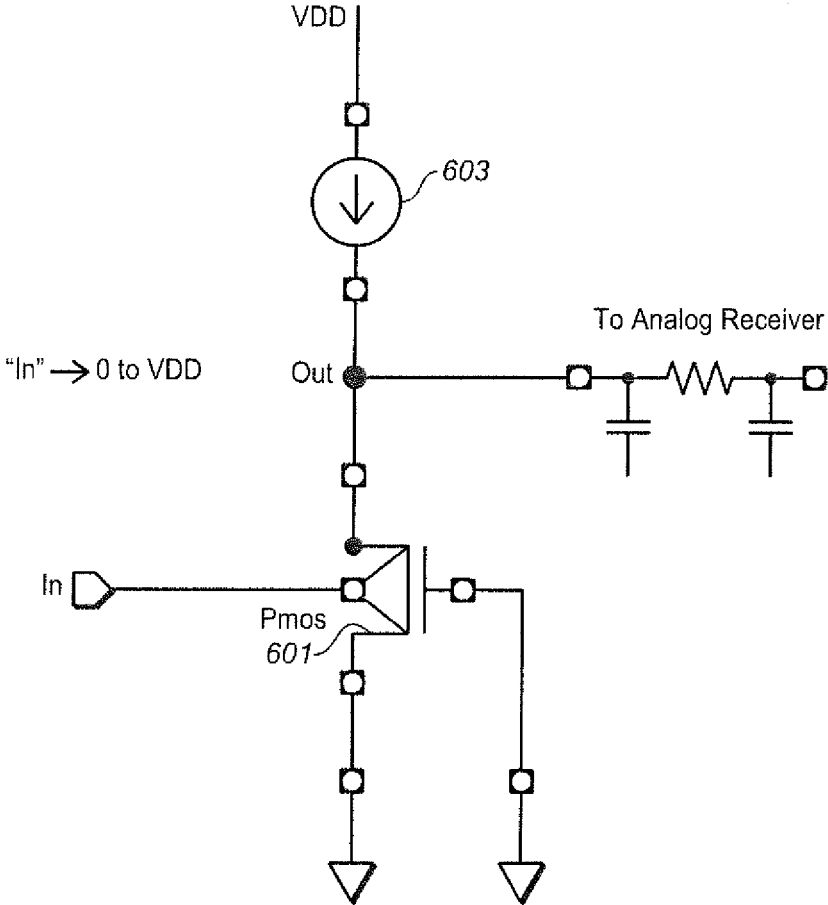 VDD
603
To Analog Receiver
"In" → 0 to VDD
Out
In
Pmos
601